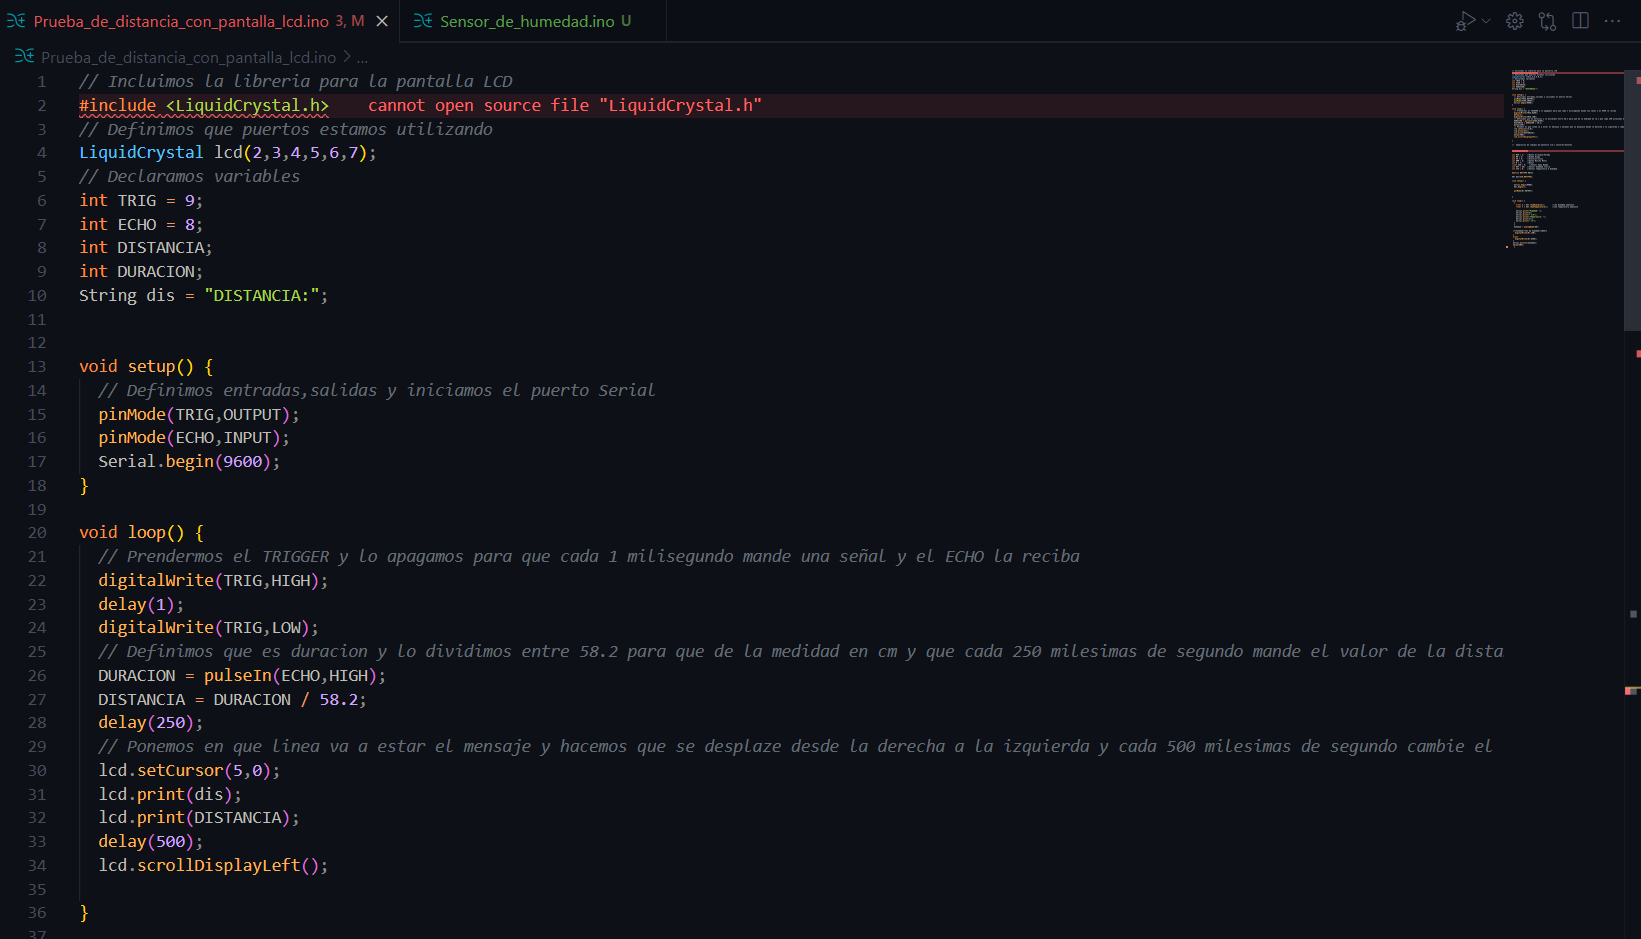 Prueba_de_distancia_con_pantalla_lcd.ino 3, M
Sensor_de_humedad.ino U
Prueba_de_distancia_con_pantalla_lcd.ino > ...
1 // Incluimos la libreria para la pantalla LCD
2 #include <LiquidCrystal.h> cannot open source file "LiquidCrystal.h"
3 // Definimos que puertos estamos utilizando
4 LiquidCrystal lcd(2,3,4,5,6,7);
5 // Declaramos variables
6 int TRIG = 9;
7 int ECHO = 8;
8 int DISTANCIA;
9 int DURACION;
10 String dis = "DISTANCIA:";
11
12
13 void setup() {
14 // Definimos entradas,salidas y iniciamos el puerto Serial
15 pinMode(TRIG,OUTPUT);
16 pinMode(ECHO,INPUT);
17 Serial.begin(9600);
18 }
19
20 void loop() {
21 // Prendermos el TRIGGER y lo apagamos para que cada 1 milisegundo mande una señal y el ECHO la reciba
22 digitalWrite(TRIG,HIGH);
23 delay(1);
24 digitalWrite(TRIG,LOW);
25 // Definimos que es duracion y lo dividimos entre 58.2 para que de la medidad en cm y que cada 250 milesimas de segundo mande el valor de la dista
26 DURACION = pulseIn(ECHO,HIGH);
27 DISTANCIA = DURACION / 58.2;
28 delay(250);
29 // Ponemos en que linea va a estar el mensaje y hacemos que se desplaze desde la derecha a la izquierda y cada 500 milesimas de segundo cambie el
30 lcd.setCursor(5,0);
31 lcd.print(dis);
32 lcd.print(DISTANCIA);
33 delay(500);
34 lcd.scrollDisplayLeft();
35
36 }
37